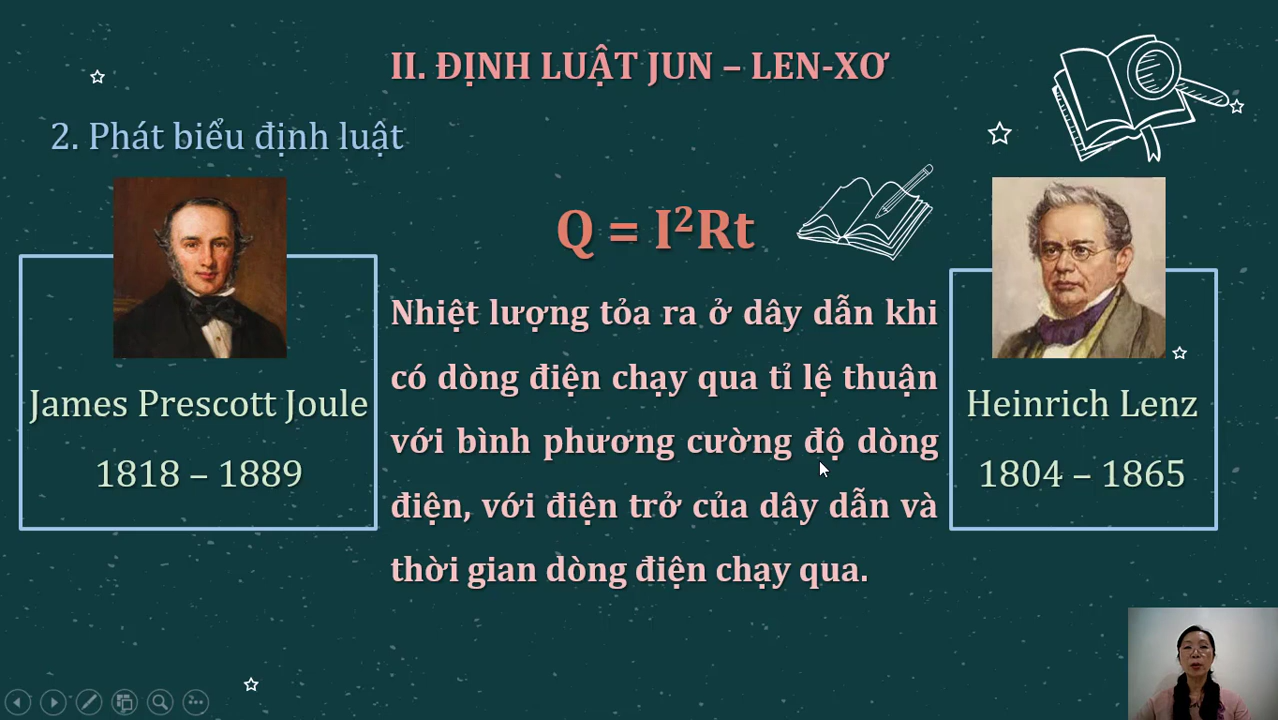 II. ĐỊNH LUẬT JUN – LEN-XƠ
2. Phát biểu định luật
Q = I²Rt
Nhiệt lượng tỏa ra ở dây dẫn khi
có dòng điện chạy qua tỉ lệ thuận
với bình phương cường độ dòng
điện, với điện trở của dây dẫn và
thời gian dòng điện chạy qua.
James Prescott Joule
1818 – 1889
Heinrich Lenz
1804 – 1865